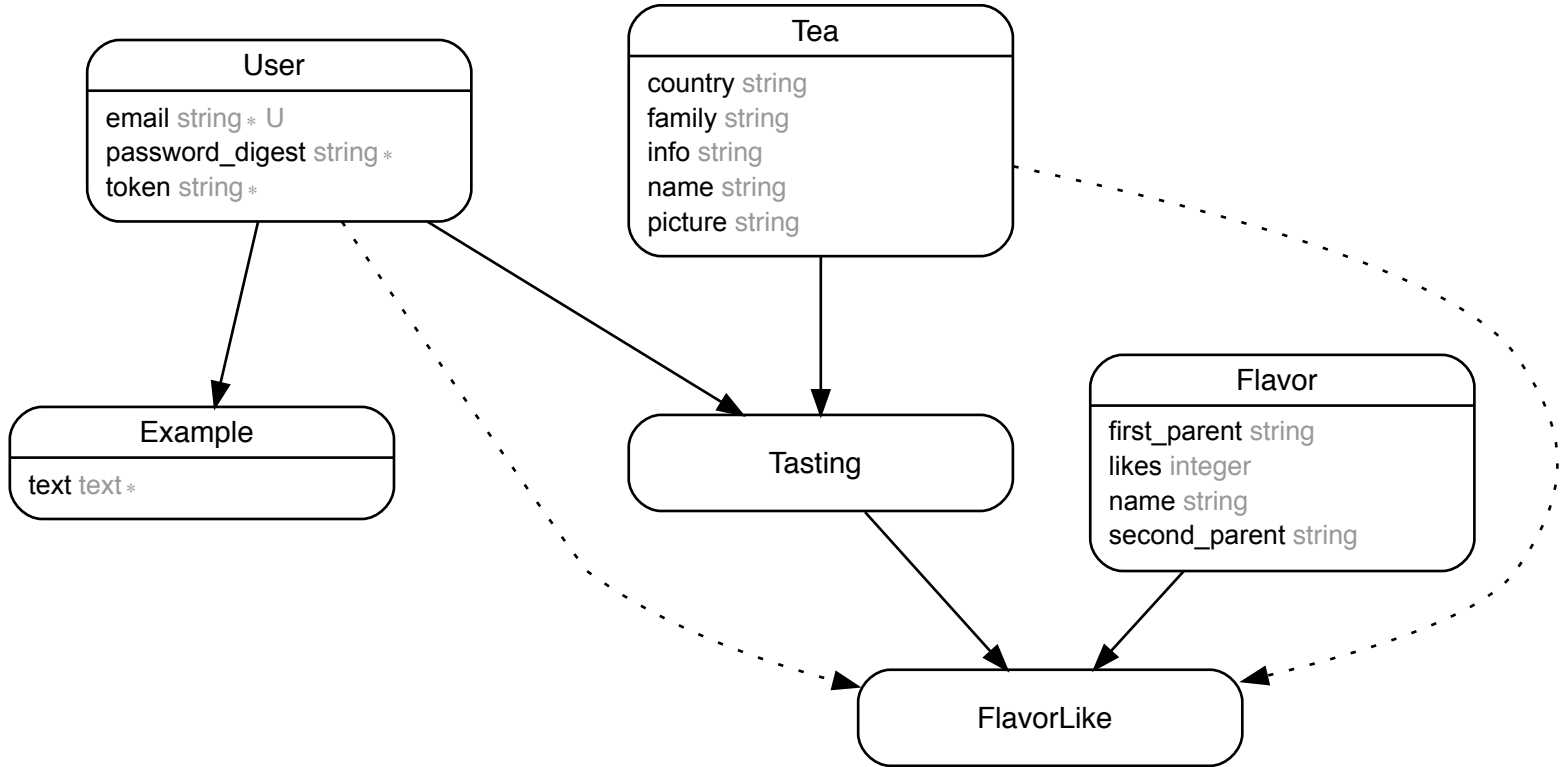 User
email string* U
password_digest string*
token string*
Tea
country string
family string
info string
name string
picture string
Example
text text*
Tasting
Flavor
first_parent string
likes integer
name string
second_parent string
FlavorLike